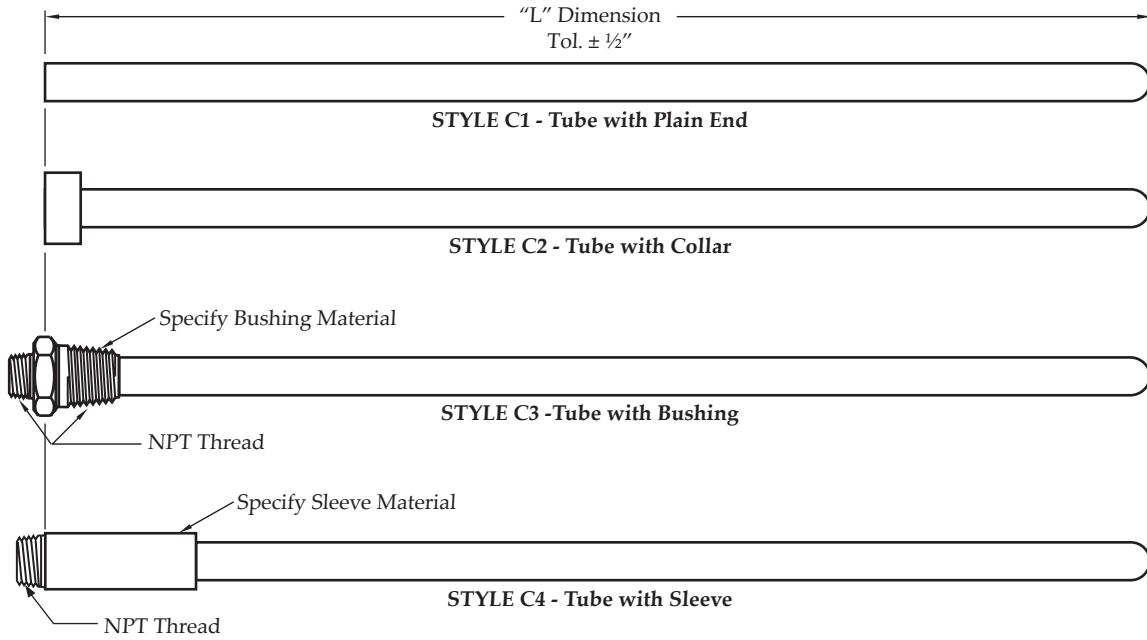 “L” Dimension
Tol. ± ½”
STYLE C1 - Tube with Plain End
STYLE C2 - Tube with Collar
Specify Bushing Material
STYLE C3 -Tube with Bushing
NPT Thread
Specify Sleeve Material
STYLE C4 - Tube with Sleeve
NPT Thread